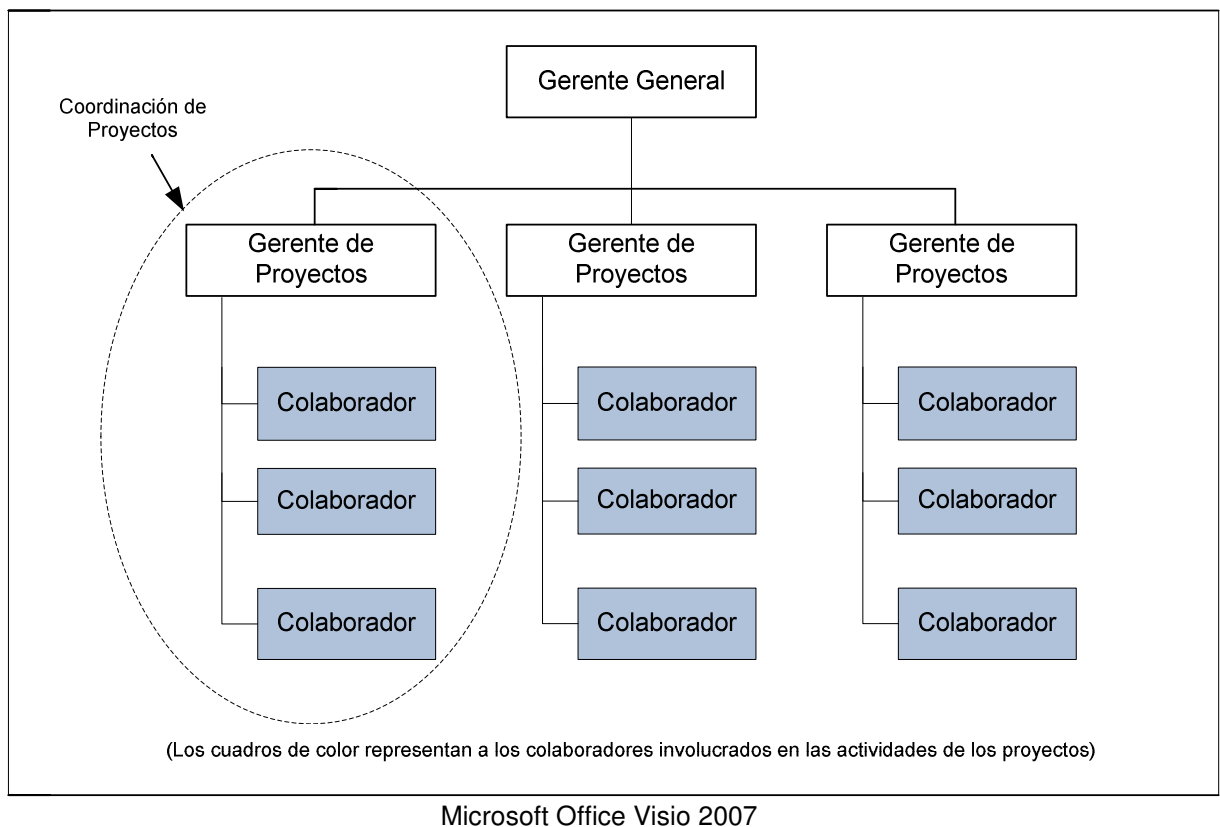 Gerente General
Coordinación de
Proyectos
Gerente de
Proyectos
Gerente de
Proyectos
Gerente de
Proyectos
Colaborador
Colaborador
Colaborador
Colaborador
Colaborador
Colaborador
Colaborador
Colaborador
Colaborador
(Los cuadros de color representan a los colaboradores involucrados en las actividades de los proyectos)
Microsoft Office Visio 2007